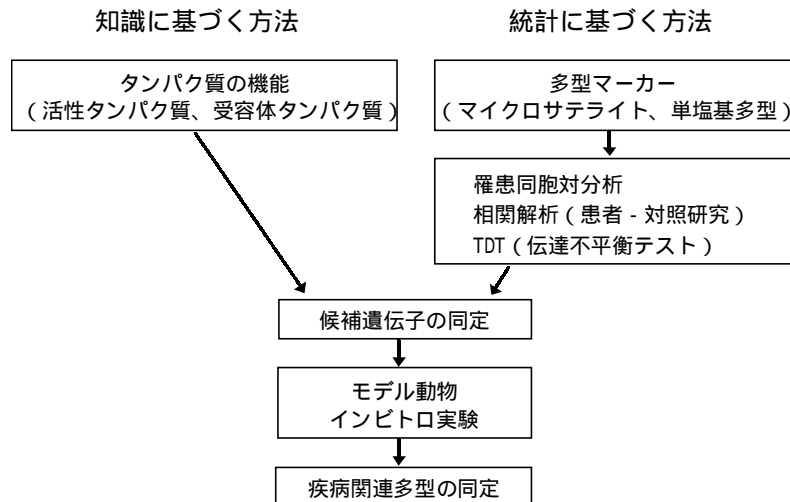 知識に基づく方法
統計に基づく方法
タンパク質の機能
(活性タンパク質、受容体タンパク質)
多型マーカー
(マイクロサテライト、単塩基多型)
罹患同胞対分析
相関解析(患者 - 対照研究)
TDT(伝達不平衡テスト)
候補遺伝子の同定
モデル動物
インビトロ実験
疾病関連多型の同定